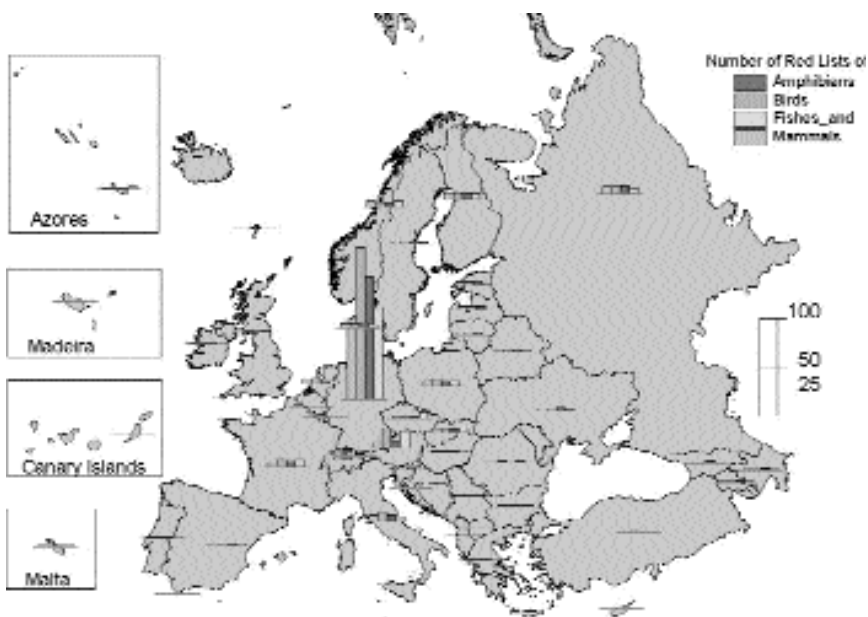 Number of Red Lists of
Amphibians
Birds
Fishes_and
Mammals
Azores
Madeira
Canary Islands
Malta
100
50
25